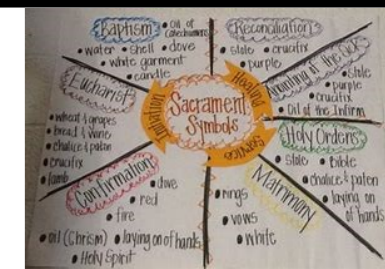 Baptism
• Oil of
Catechumens
• water • shell • dove
• white garment
• candle
Reconciliation
• stole • crucifix
• purple
Anointing of the Sick
• stole
• purple
• crucifix
• Oil of the Infirm
Eucharist
• wheat & grapes
• bread & wine
• chalice & paten
• crucifix
• lamb
Sacrament
Symbols
Initiation
Healing
Service
Holy Orders
• Stole • Bible
• chalice & paten
• laying on
of hands
Confirmation
• dove
• red
• fire
• oil (Chrism) • laying on of hands
• Holy Spirit
Matrimony
• rings
• vows
• white